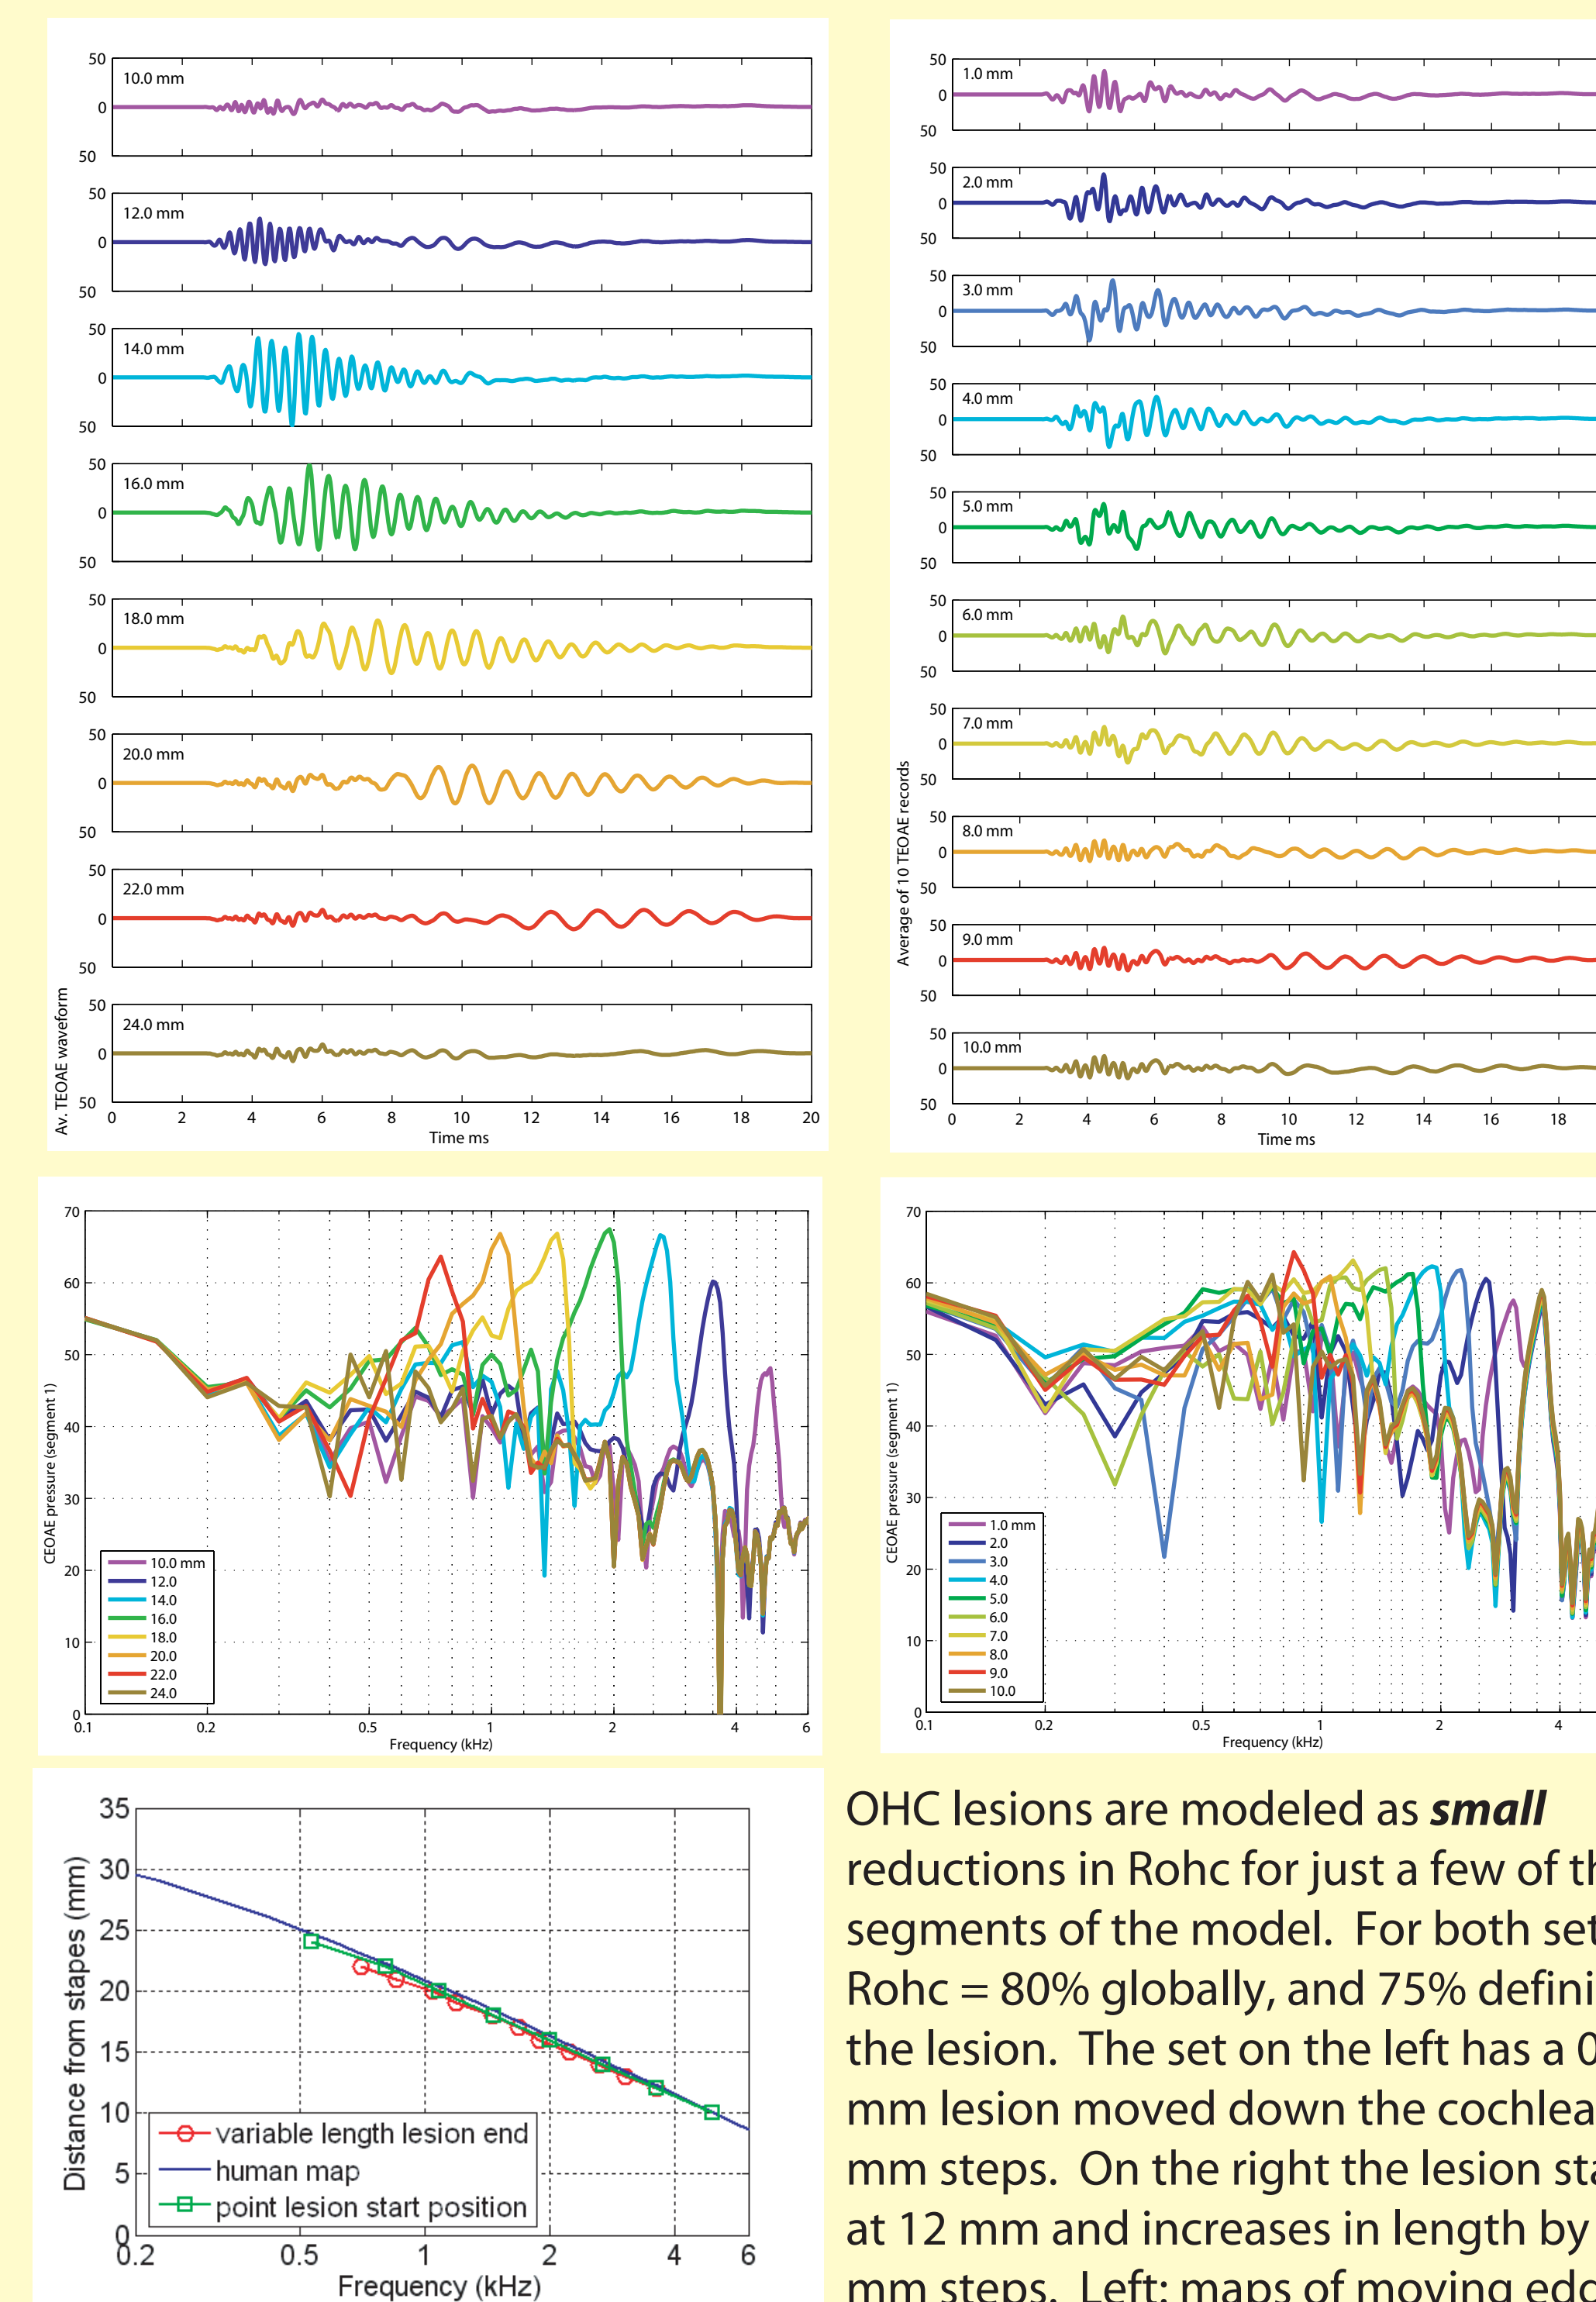 50
10.0 mm
0
50
50
12.0 mm
0
50
50
14.0 mm
0
50
50
16.0 mm
0
50
50
18.0 mm
0
50
50
20.0 mm
0
50
50
22.0 mm
0
50
50
24.0 mm
0
50
Av. TEOAE waveform
0 2 4 6 8 10 12 14 16 18 20
Time ms
50
1.0 mm
0
50
50
2.0 mm
0
50
50
3.0 mm
0
50
50
4.0 mm
0
50
50
5.0 mm
0
50
50
6.0 mm
0
50
50
7.0 mm
0
50
50
8.0 mm
0
50
50
9.0 mm
0
50
50
10.0 mm
0
50
Average of 10 TEOAE records
0 2 4 6 8 10 12 14 16 18
Time ms
70
60
50
40
30
20
10
0
CEOAE pressure (segment 1)
10.0 mm
12.0
14.0
16.0
18.0
20.0
22.0
24.0
0.1 0.2 0.5 1 2 4 6
Frequency (kHz)
70
60
50
40
30
20
10
0
CEOAE pressure (segment 1)
1.0 mm
2.0
3.0
4.0
5.0
6.0
7.0
8.0
9.0
10.0
0.1 0.2 0.5 1 2 4
Frequency (kHz)
35
30
25
20
15
10
5
0
Distance from stapes (mm)
variable length lesion end
human map
point lesion start position
0.2 0.5 1 2 4 6
Frequency (kHz)
OHC lesions are modeled as small
reductions in Rohc for just a few of
segments of the model. For both
Rohc = 80% globally, and 75%
the lesion. The set on the left has a
mm lesion moved down the cochlea
mm steps. On the right the lesion
at 12 mm and increases in length by
mm steps. Left: maps of moving